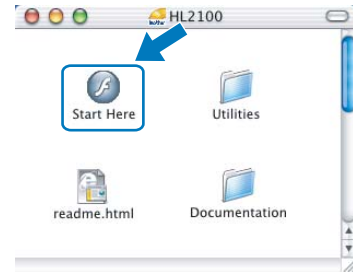 HL2100
Start Here
Utilities
readme.html
Documentation